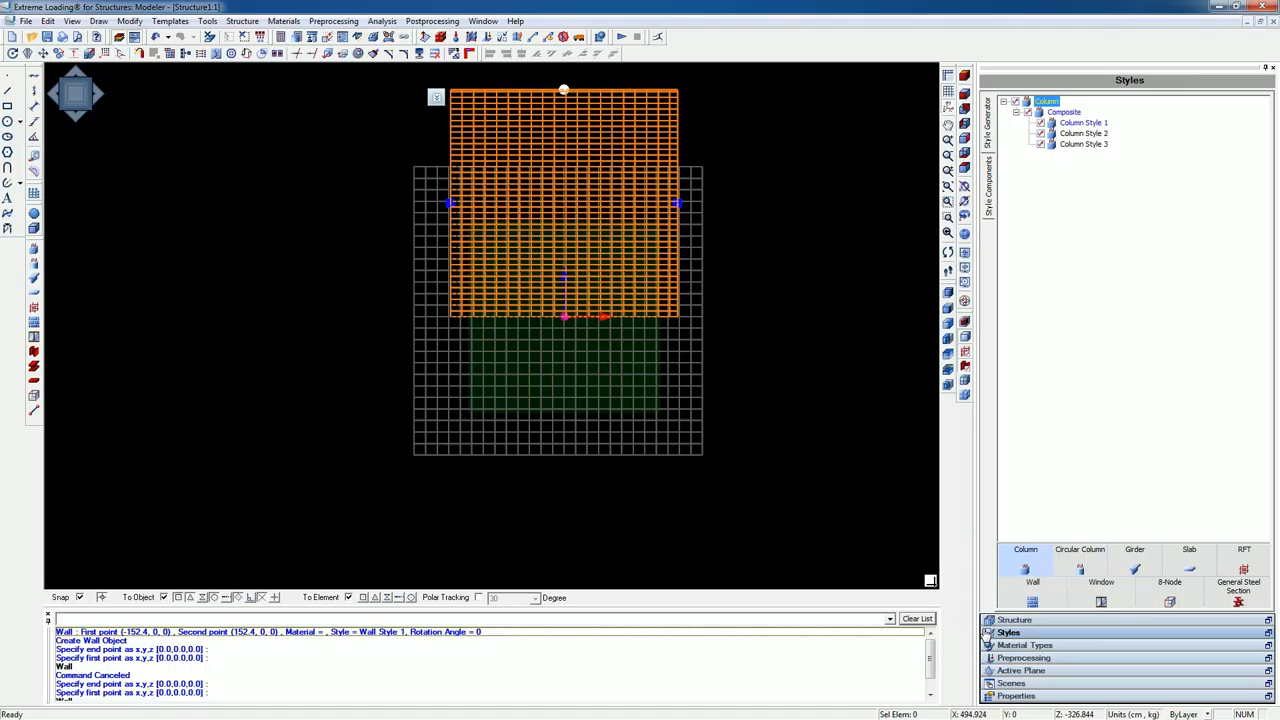 Extreme Loading® for Structures: Modeler - [Structure1:1]
File Edit View Draw Modify Templates Tools Structure Materials Preprocessing Analysis Postprocessing Window Help
Styles
Style Generator
Style Components
Column
Composite
Column Style 1
Column Style 2
Column Style 3
Column Circular Column Girder Slab RFT
Wall Window 8-Node General Steel Section
Structure
Styles
Material Types
Preprocessing
Active Plane
Scenes
Properties
Snap To Object To Element Polar Tracking 30 Degree
Clear List
Wall : First point (-152.4, 0, 0) , Second point (152.4, 0, 0) , Material = , Style = Wall Style 1, Rotation Angle = 0
Create Wall Object
Specify end point as x,y,z [0.0,0.0,0.0] :
Specify first point as x,y,z [0.0,0.0,0.0] :
Wall
Command Canceled
Specify end point as x,y,z [0.0,0.0,0.0] :
Specify first point as x,y,z [0.0,0.0,0.0] :
Wall
Ready Sel Elem: 0 X: 494.924 Y: 0 Z: -326.844 Units (cm , kg) ByLayer NUM